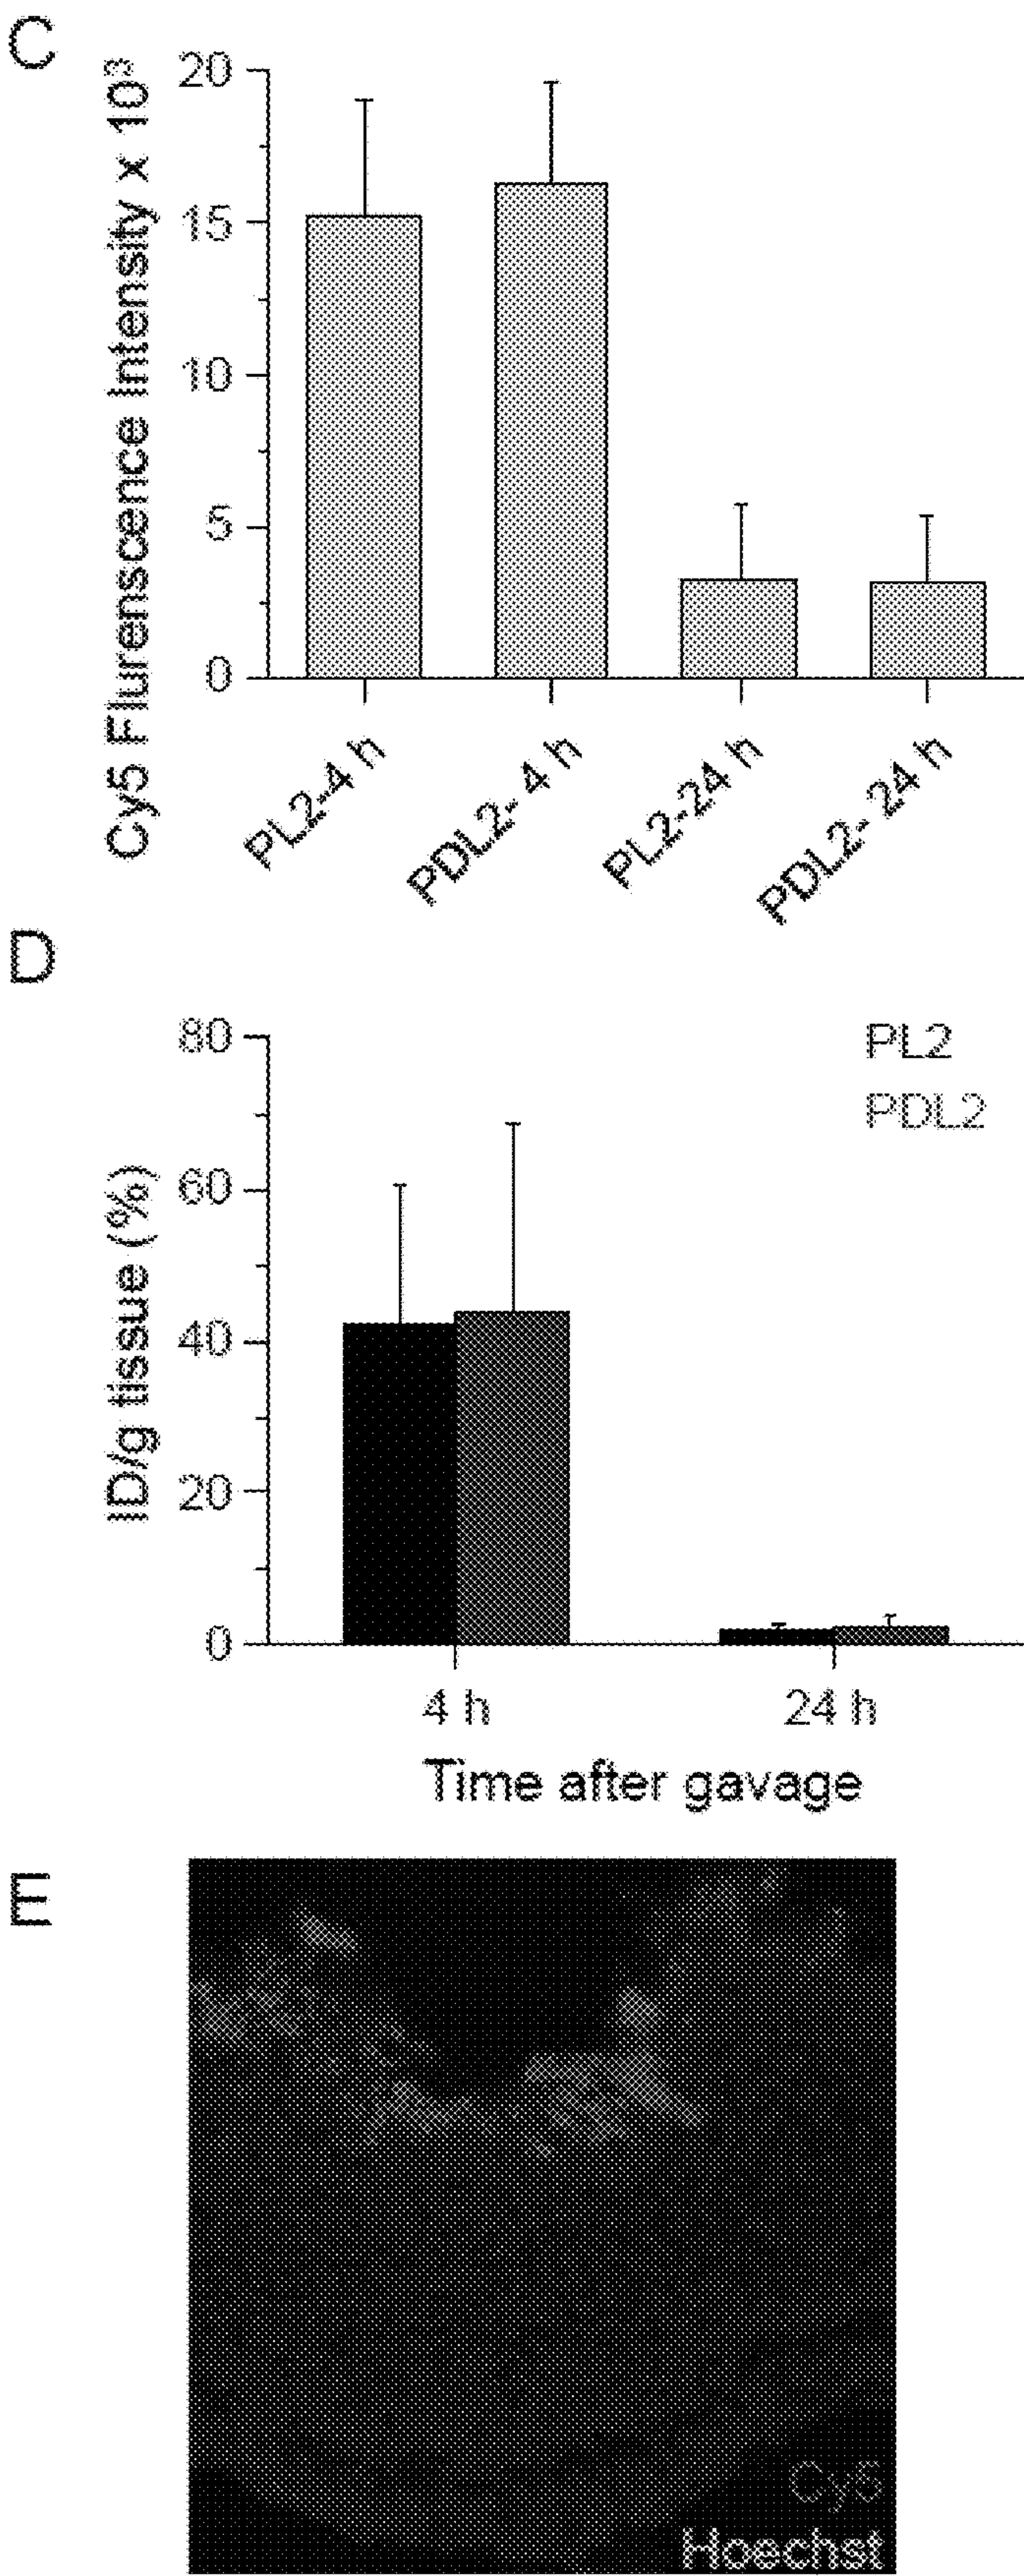 C
Cy5 Flurenscence Intensity x 10³
20
15
10
5
0
PL2-4 h
PDL2- 4 h
PL2-24 h
PDL2- 24 h
D
ID/g tissue (%)
80
60
40
20
0
PL2
PDL2
4 h
24 h
Time after gavage
E
Cy5
Hoechst